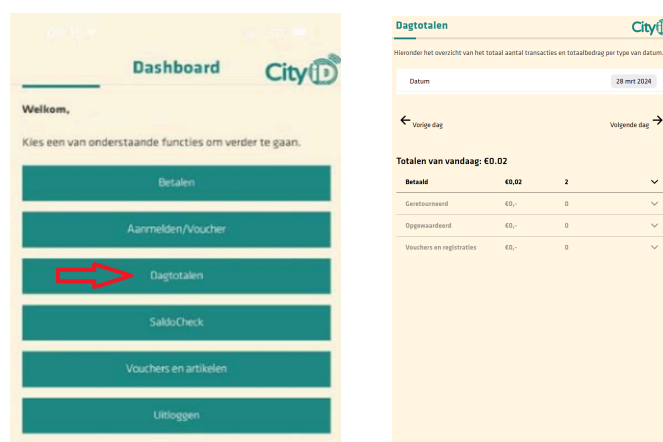 Dashboard
City iD
Welkom,
Kies een van onderstaande functies om verder te gaan.
Betalen
Aanmelden/Voucher
Dagtotalen
SaldoCheck
Vouchers en artikelen
Uitloggen
Dagtotalen
City
Hieronder het overzicht van het totaal aantal transacties en totaalbedrag per type van datum.
Datum 28 mrt 2024
Vorige dag Volgende dag
Totalen van vandaag: €0.02
Betaald €0,02 2
Geretourneerd €0,- 0
Opgewaardeerd €0,- 0
Vouchers en registraties €0,- 0